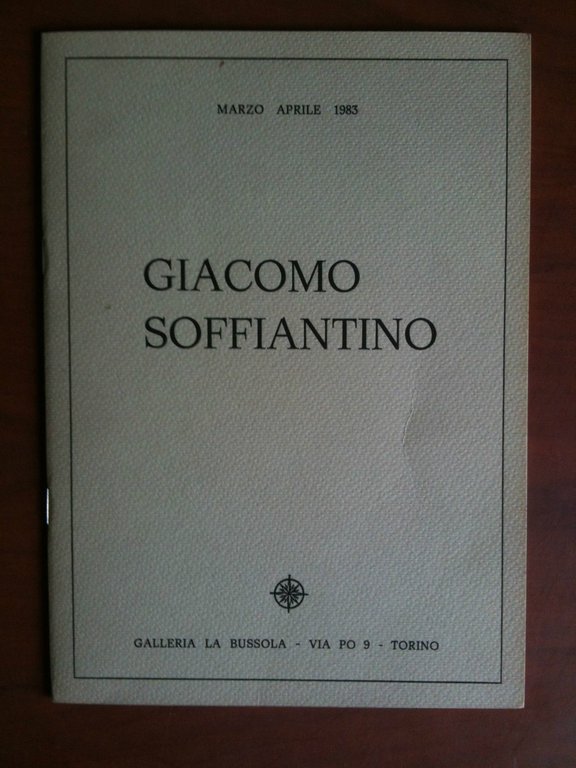 MARZO APRILE 1983
GIACOMO
SOFFIANTINO
GALLERIA LA BUSSOLA - VIA PO 9 - TORINO